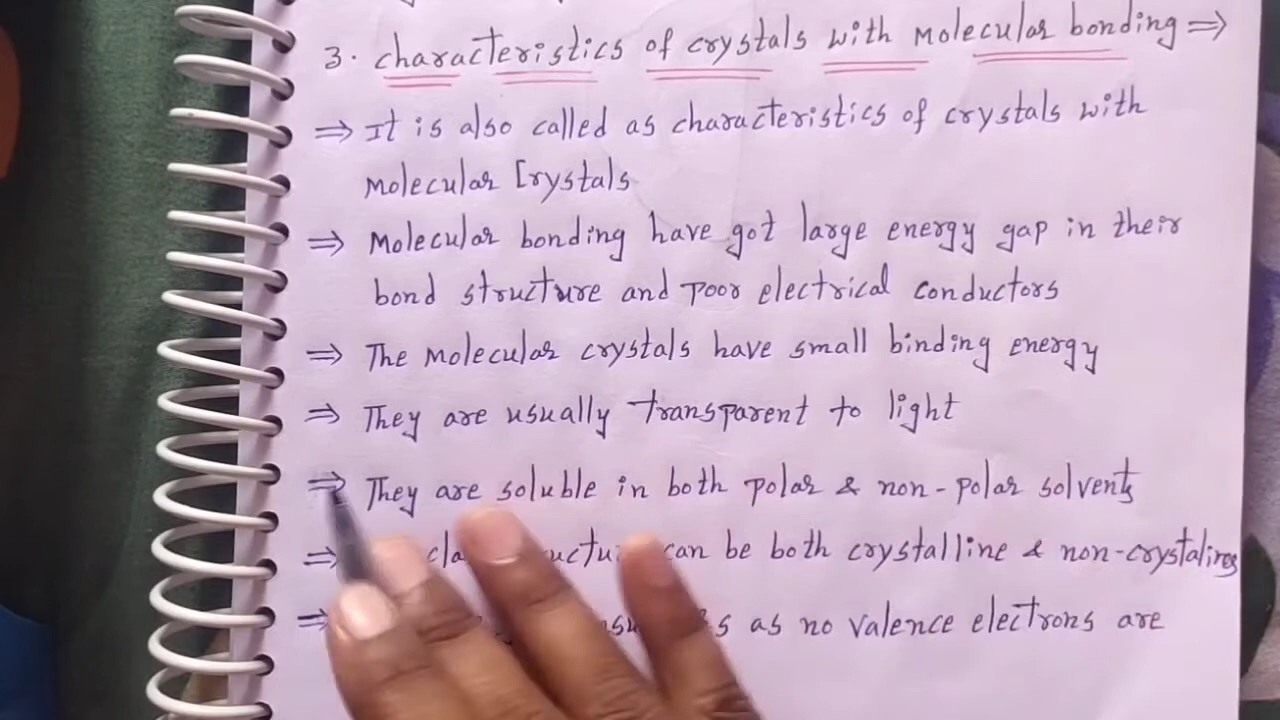 3. characteristics of crystals with molecular bonding ⇒
⇒ It is also called as characteristics of crystals with
molecular Crystals
⇒ Molecular bonding have got large energy gap in their
bond structure and poor electrical conductors
⇒ The molecular crystals have small binding energy
⇒ They are usually transparent to light
⇒ They are soluble in both polar & non-polar solvents
⇒ can be both crystalline & non-crystalines
⇒ as no valence electrons are